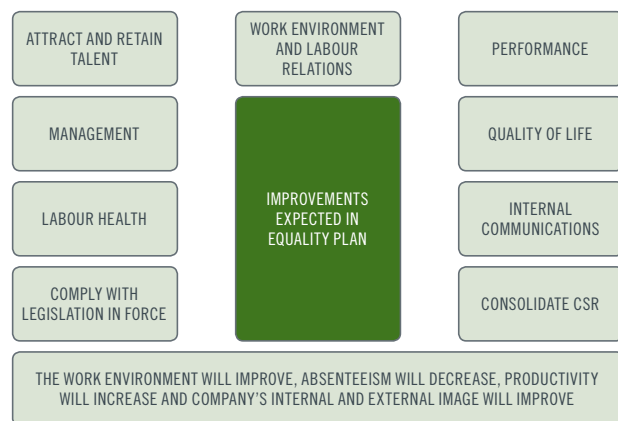 ATTRACT AND RETAIN
TALENT
WORK ENVIRONMENT
AND LABOUR
RELATIONS
PERFORMANCE
MANAGEMENT
QUALITY OF LIFE
LABOUR HEALTH
IMPROVEMENTS
EXPECTED IN
EQUALITY PLAN
INTERNAL
COMMUNICATIONS
COMPLY WITH
LEGISLATION IN FORCE
CONSOLIDATE CSR
THE WORK ENVIRONMENT WILL IMPROVE, ABSENTEEISM WILL DECREASE, PRODUCTIVITY
WILL INCREASE AND COMPANY'S INTERNAL AND EXTERNAL IMAGE WILL IMPROVE